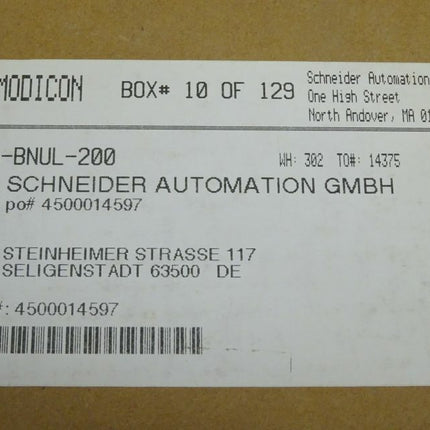 MODICON BOX# 10 OF 129 Schneider Automation
One High Street
North Andover, MA 01
-BNUL-200 WH: 302 TO#: 14375
SCHNEIDER AUTOMATION GMBH
po# 4500014597
STEINHEIMER STRASSE 117
SELIGENSTADT 63500 DE
#: 4500014597